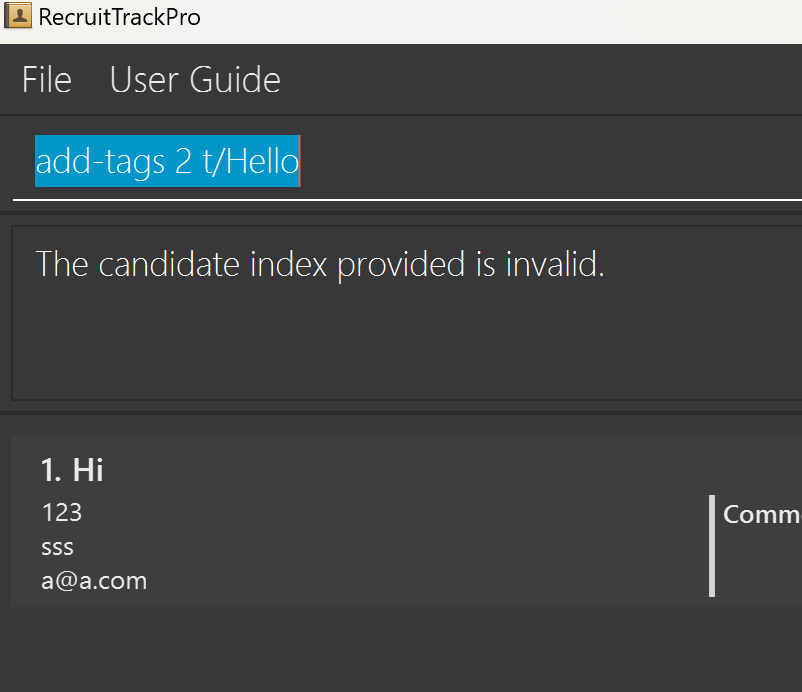 RecruitTrackPro
File User Guide
add-tags 2 t/Hello
The candidate index provided is invalid.
1. Hi
123
sss
a@a.com